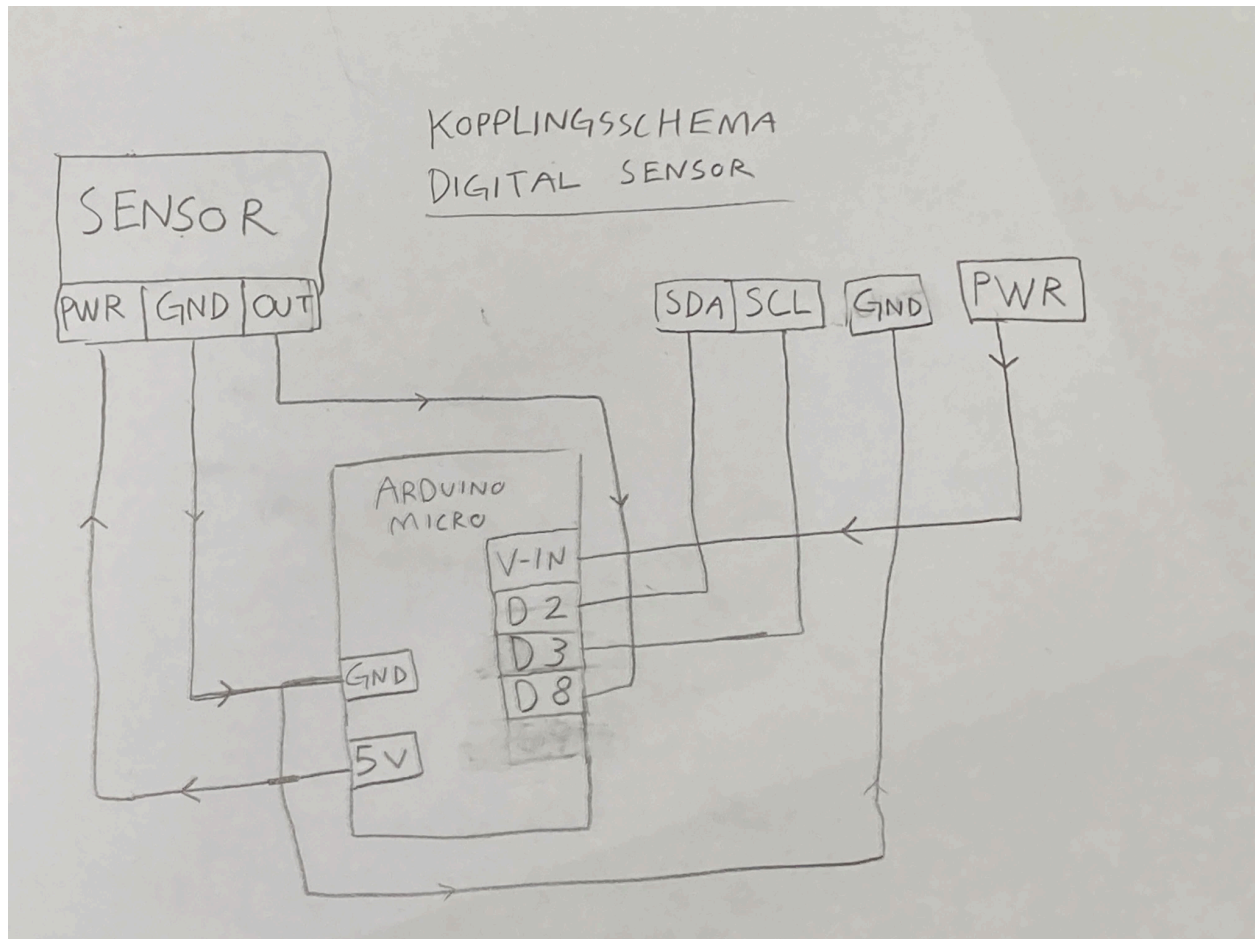 KOPPLINGSSCHEMA
DIGITAL SENSOR
SENSOR
PWR GND OUT
SDA SCL GND PWR
ARDUINO
MICRO
V-IN
D2
D3
GND
D8
5V